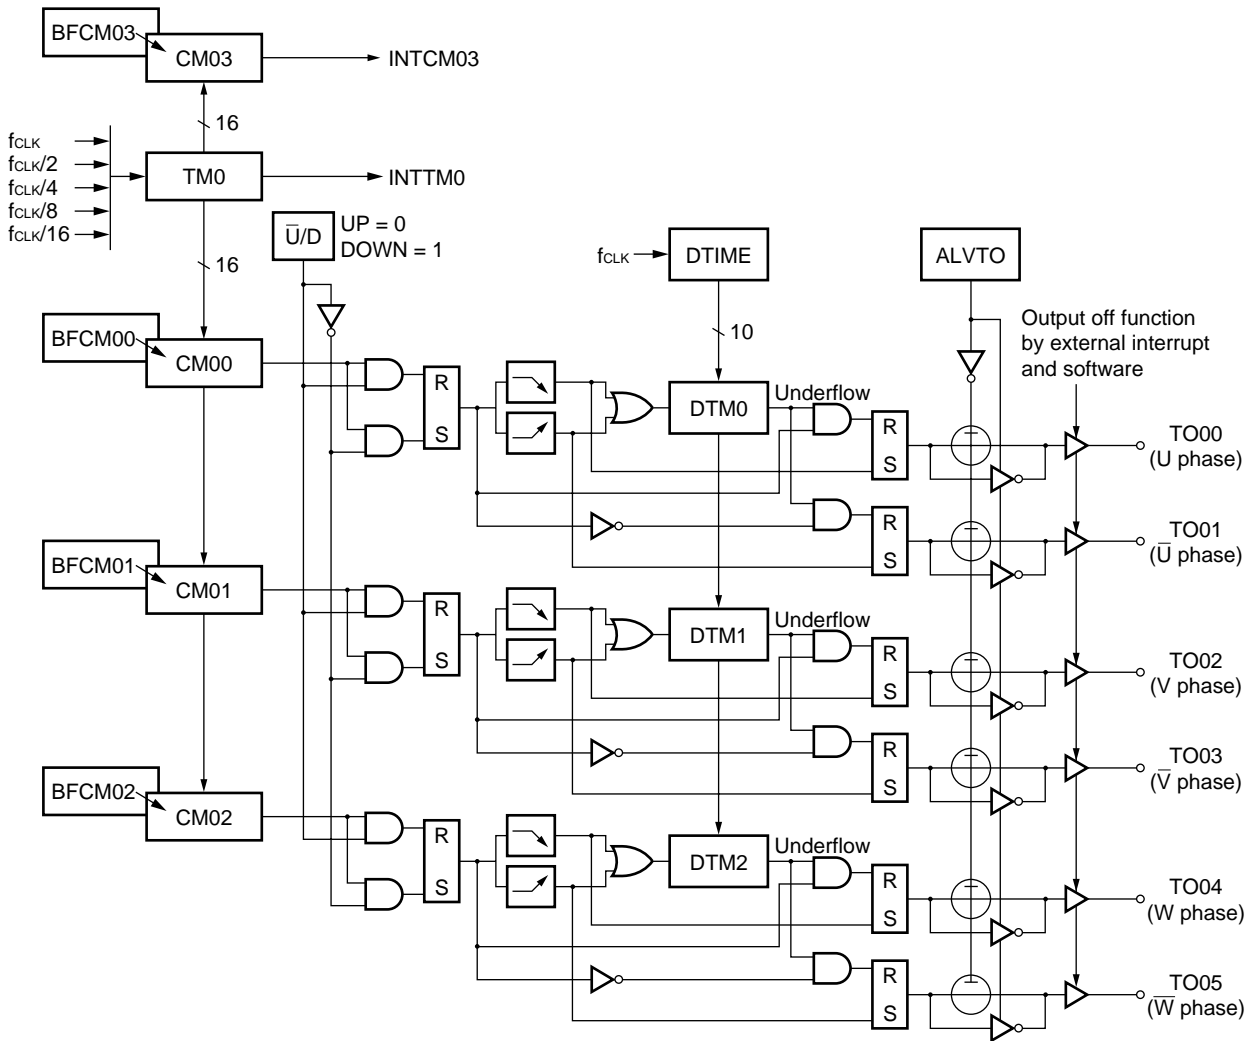 BFCM03
CM03
INTCM03
16
fCLK
fCLK/2
fCLK/4
fCLK/8
fCLK/16
TM0
INTTM0
16
U̅/D
UP = 0
DOWN = 1
fCLK
DTIME
ALVTO
10
Output off function
by external interrupt
and software
BFCM00
CM00
R
S
DTM0
Underflow
R
S
TO00
(U phase)
R
S
TO01
(U̅ phase)
BFCM01
CM01
R
S
DTM1
Underflow
R
S
TO02
(V phase)
R
S
TO03
(V̅ phase)
BFCM02
CM02
R
S
DTM2
Underflow
R
S
TO04
(W phase)
R
S
TO05
(W̅ phase)